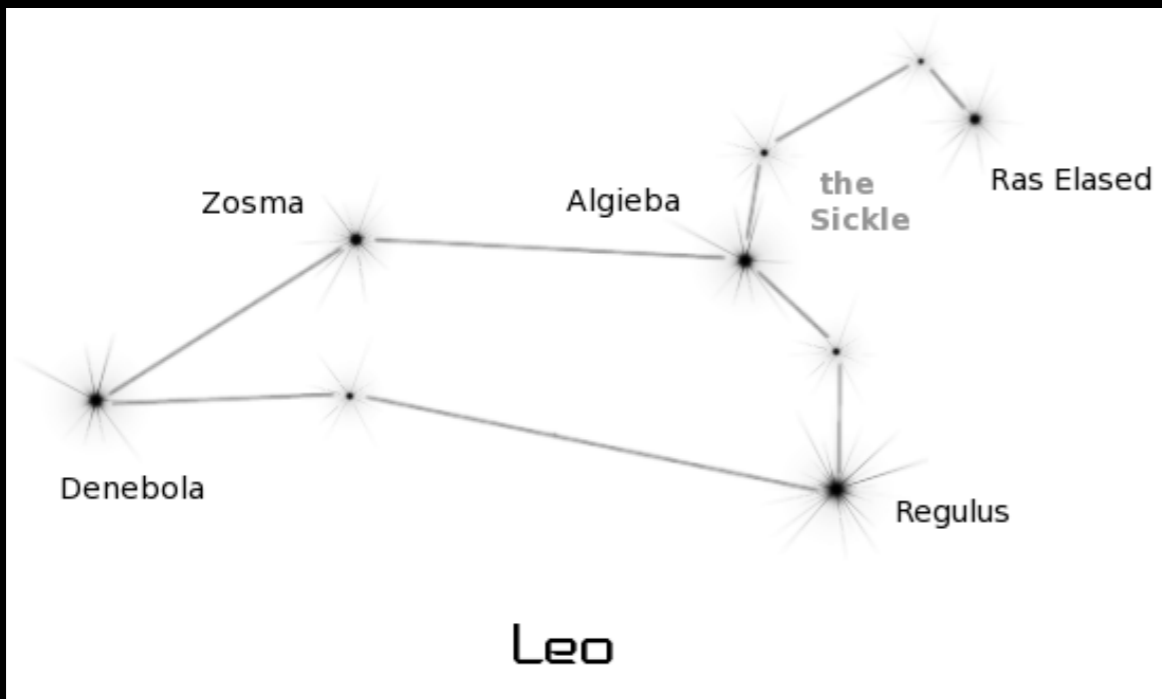 Zosma
Algieba
the
Sickle
Ras Elased
Denebola
Regulus
Leo